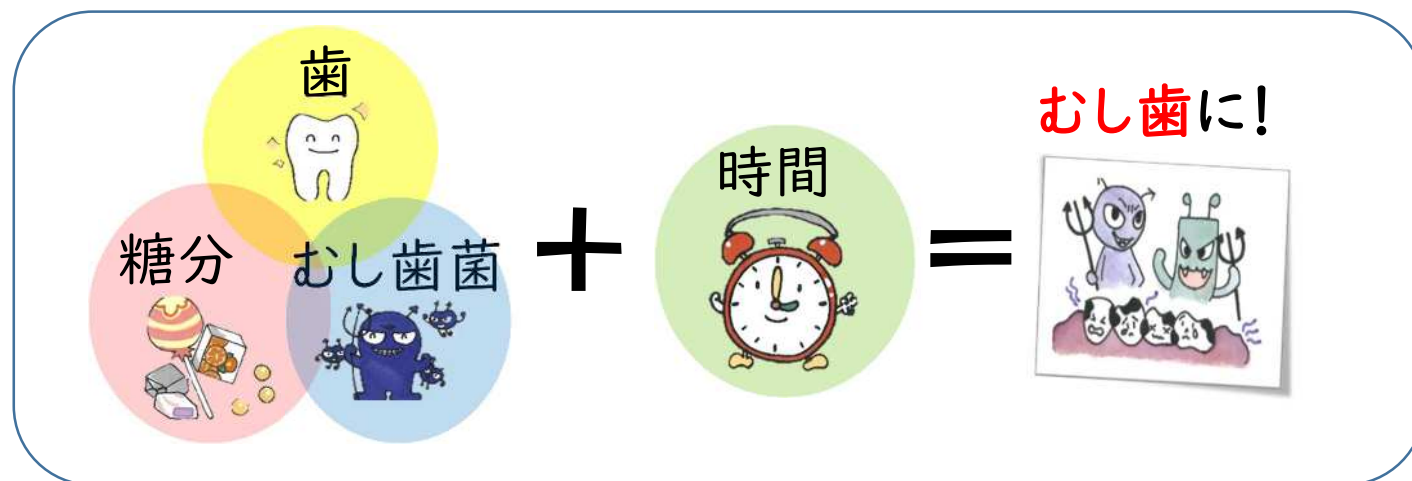 歯
糖分
むし歯菌
+
時間
=
むし歯に!